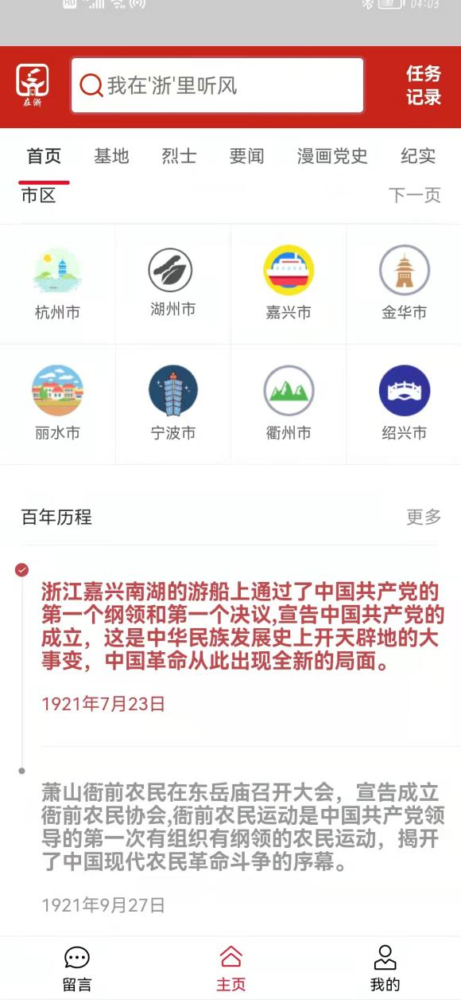 HD
04:03
在浙
我在'浙'里听风
任务
记录
首页 基地 烈士 要闻 漫画党史 纪实
市区 下一页
杭州市 湖州市 嘉兴市 金华市
丽水市 宁波市 衢州市 绍兴市
百年历程 更多
浙江嘉兴南湖的游船上通过了中国共产党的
第一个纲领和第一个决议,宣告中国共产党的
成立，这是中华民族发展史上开天辟地的大
事变，中国革命从此出现全新的局面。
1921年7月23日
萧山衙前农民在东岳庙召开大会，宣告成立
衙前农民协会,衙前农民运动是中国共产党领
导的第一次有组织有纲领的农民运动，揭开
了中国现代农民革命斗争的序幕。
1921年9月27日
留言 主页 我的